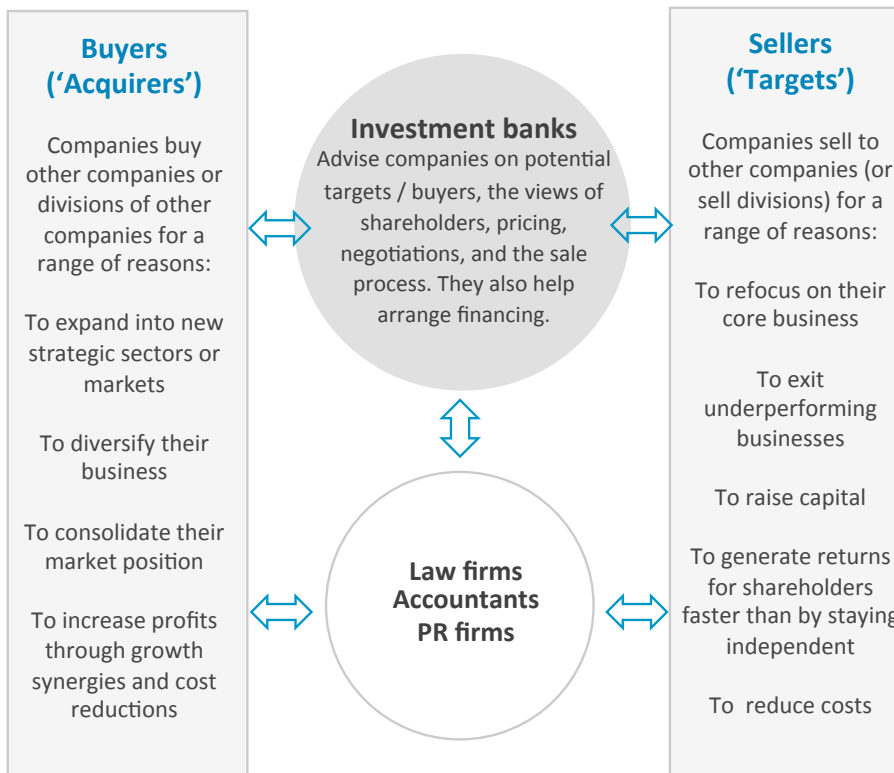 Buyers
(‘Acquirers’)
Companies buy
other companies or
divisions of other
companies for a
range of reasons:
To expand into new
strategic sectors or
markets
To diversify their
business
To consolidate their
market position
To increase profits
through growth
synergies and cost
reductions
Investment banks
Advise companies on potential
targets / buyers, the views of
shareholders, pricing,
negotiations, and the sale
process. They also help
arrange financing.
Law firms
Accountants
PR firms
Sellers
(‘Targets’)
Companies sell to
other companies (or
sell divisions) for a
range of reasons:
To refocus on their
core business
To exit
underperforming
businesses
To raise capital
To generate returns
for shareholders
faster than by staying
independent
To reduce costs